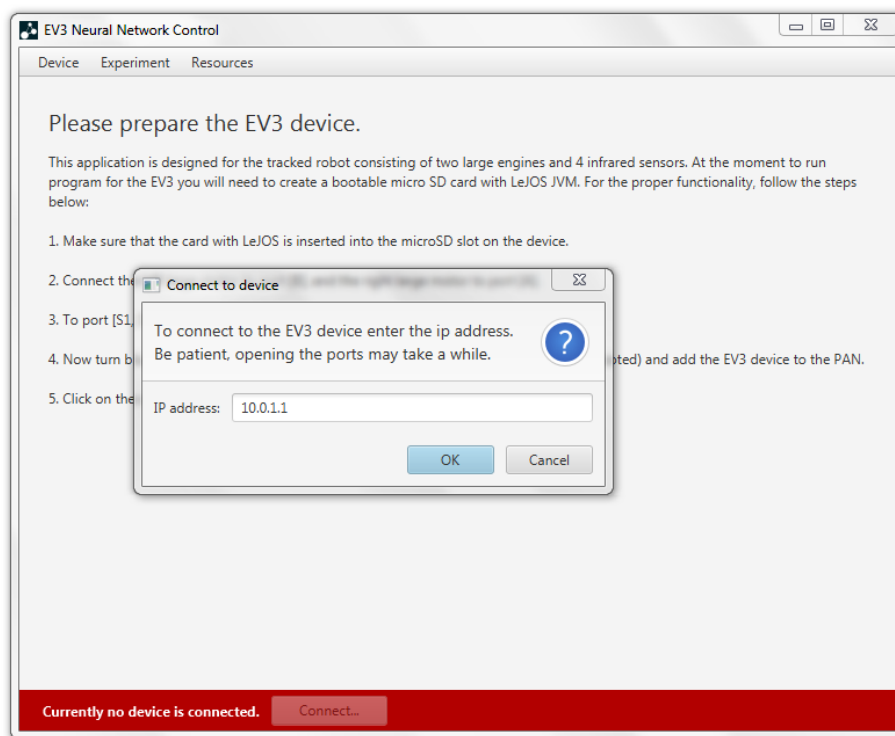 EV3 Neural Network Control
Device Experiment Resources
Please prepare the EV3 device.
This application is designed for the tracked robot consisting of two large engines and 4 infrared sensors. At the moment to run
program for the EV3 you will need to create a bootable micro SD card with LeJOS JVM. For the proper functionality, follow the steps
below:
1. Make sure that the card with LeJOS is inserted into the microSD slot on the device.
2. Connect the
3. To port [S1,
4. Now turn and add the EV3 device to the PAN.
5. Click on the
Connect to device
To connect to the EV3 device enter the ip address.
Be patient, opening the ports may take a while.
IP address: 10.0.1.1
OK Cancel
Currently no device is connected. Connect...